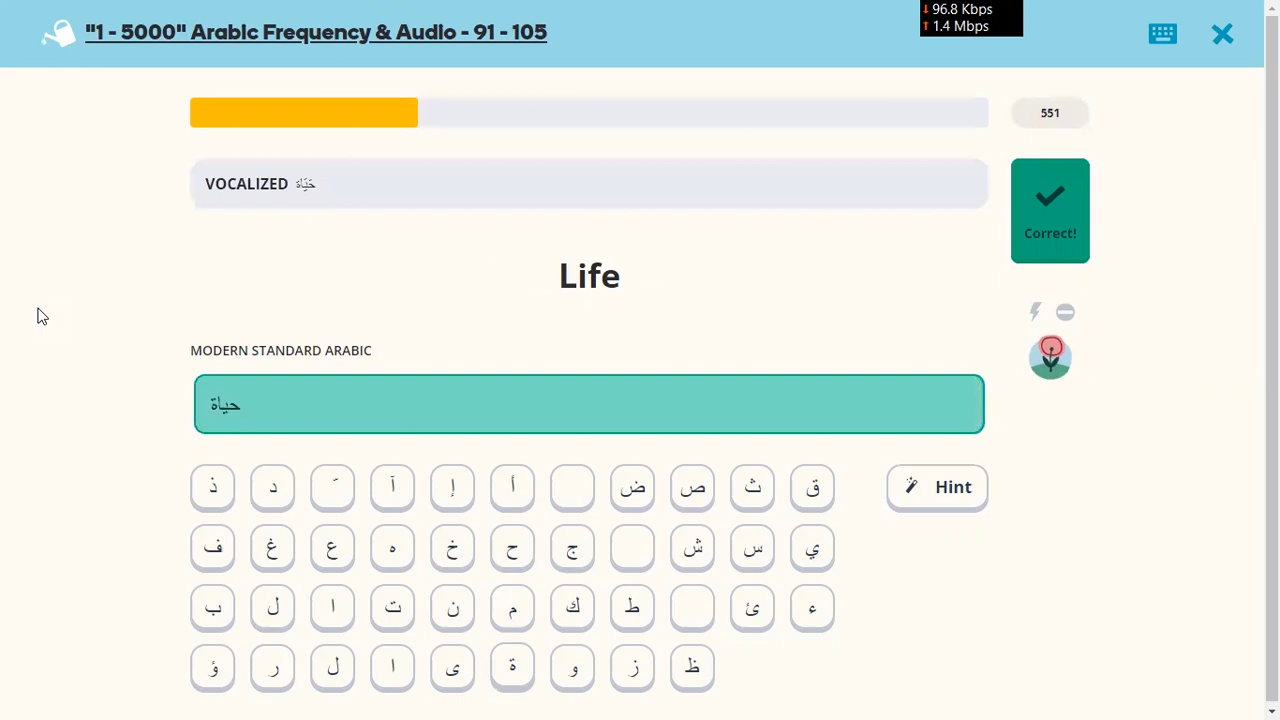 "1 - 5000" Arabic Frequency & Audio - 91 - 105
↓ 96.8 Kbps
↑ 1.4 Mbps
551
VOCALIZED حَيَاة
Correct!
Life
MODERN STANDARD ARABIC
حياة
ذ د َ آ إ أ ض ص ث ق
Hint
ف غ ع ه خ ح ج ش س ي
ب ل ا ت ن م ك ط ئ ء
ؤ ر ل ا ى ة و ز ظ